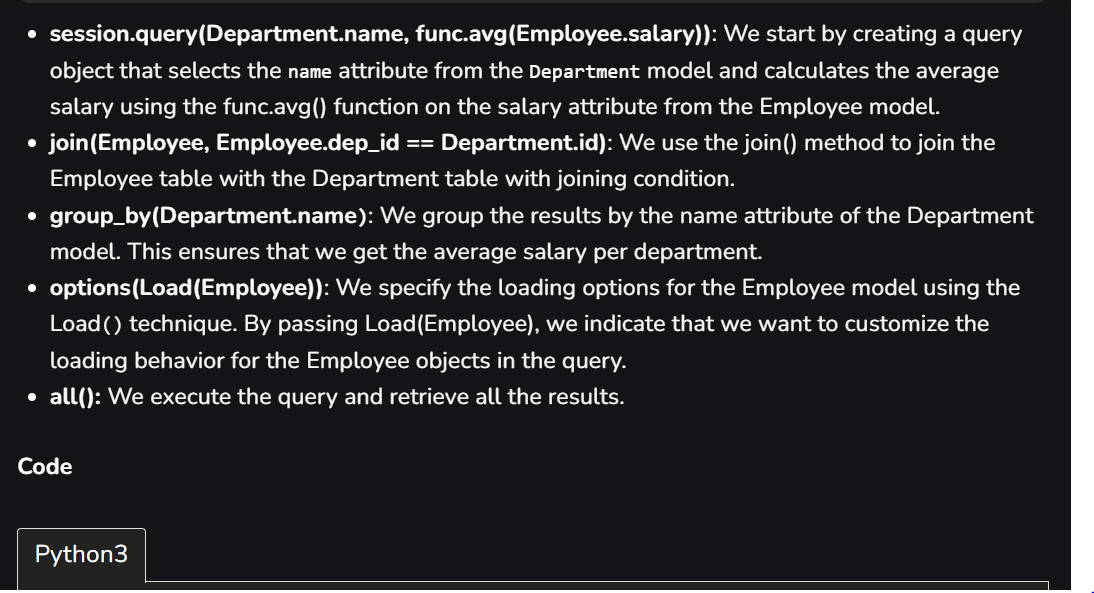 • session.query(Department.name, func.avg(Employee.salary)): We start by creating a query
object that selects the name attribute from the Department model and calculates the average
salary using the func.avg() function on the salary attribute from the Employee model.
• join(Employee, Employee.dep_id == Department.id): We use the join() method to join the
Employee table with the Department table with joining condition.
• group_by(Department.name): We group the results by the name attribute of the Department
model. This ensures that we get the average salary per department.
• options(Load(Employee)): We specify the loading options for the Employee model using the
Load() technique. By passing Load(Employee), we indicate that we want to customize the
loading behavior for the Employee objects in the query.
• all(): We execute the query and retrieve all the results.
Code
Python3